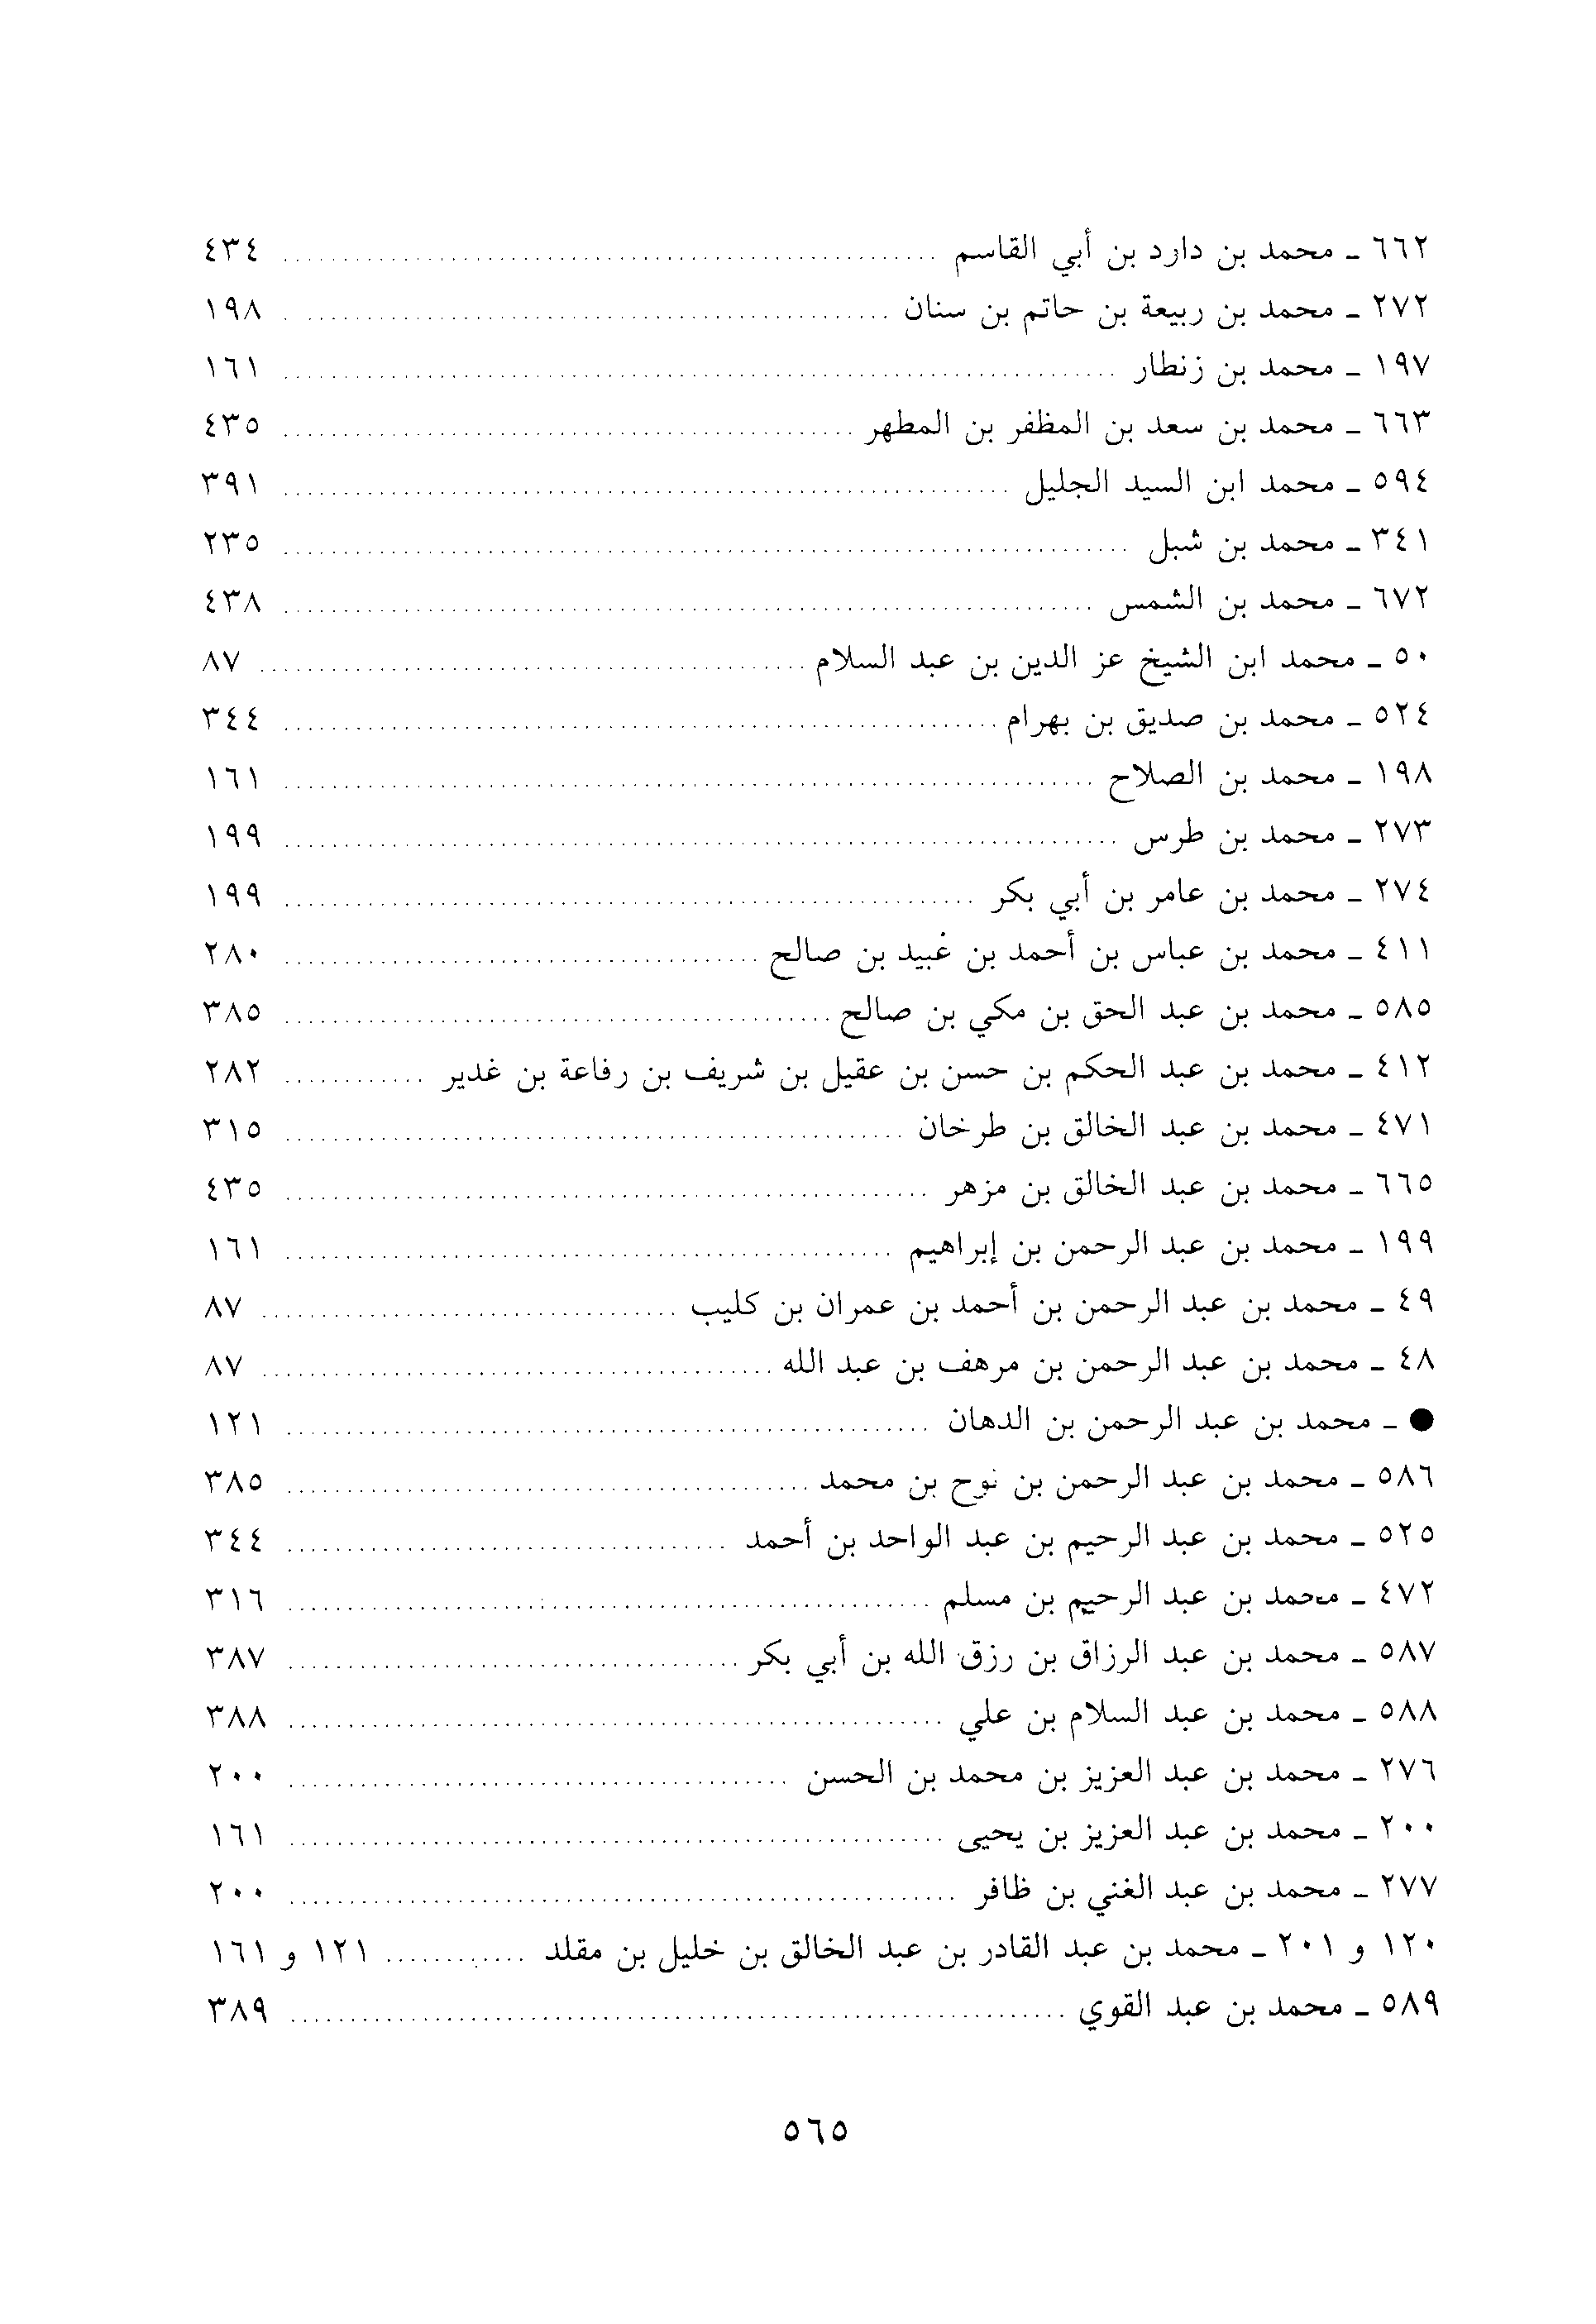 ٦٦٢ ـ محمد بن دارد بن أبي القاسم ........ ٤٣٤
٢٧٢ ـ محمد بن ربيعة بن حاتم بن سنان ........ ١٩٨
١٩٧ ـ محمد بن زنطار ........ ١٦١
٦٦٣ ـ محمد بن سعد بن المظفر بن المطهر ........ ٤٣٥
٥٩٤ ـ محمد ابن السيد الجليل ........ ٣٩١
٣٤١ ـ محمد بن شبل ........ ٢٣٥
٦٧٢ ـ محمد بن الشمس ........ ٤٣٨
٥٠ ـ محمد ابن الشيخ عز الدين بن عبد السلام ........ ٨٧
٥٢٤ ـ محمد بن صديق بن بهرام ........ ٣٤٤
١٩٨ ـ محمد بن الصلاح ........ ١٦١
٢٧٣ ـ محمد بن طرس ........ ١٩٩
٢٧٤ ـ محمد بن عامر بن أبي بكر ........ ١٩٩
٤١١ ـ محمد بن عباس بن أحمد بن غبيد بن صالح ........ ٢٨٠
٥٨٥ ـ محمد بن عبد الحق بن مكي بن صالح ........ ٣٨٥
٤١٢ ـ محمد بن عبد الحكم بن حسن بن عقيل بن شريف بن رفاعة بن غدير ........ ٢٨٢
٤٧١ ـ محمد بن عبد الخالق بن طرخان ........ ٣١٥
٦٦٥ ـ محمد بن عبد الخالق بن مزهر ........ ٤٣٥
١٩٩ ـ محمد بن عبد الرحمن بن إبراهيم ........ ١٦١
٤٩ ـ محمد بن عبد الرحمن بن أحمد بن عمران بن كليب ........ ٨٧
٤٨ ـ محمد بن عبد الرحمن بن مرهف بن عبد الله ........ ٨٧
● ـ محمد بن عبد الرحمن بن الدهان ........ ١٢١
٥٨٦ ـ محمد بن عبد الرحمن بن نوح بن محمد ........ ٣٨٥
٥٢٥ ـ محمد بن عبد الرحيم بن عبد الواحد بن أحمد ........ ٣٤٤
٤٧٢ ـ محمد بن عبد الرحيم بن مسلم ........ ٣١٦
٥٨٧ ـ محمد بن عبد الرزاق بن رزق الله بن أبي بكر ........ ٣٨٧
٥٨٨ ـ محمد بن عبد السلام بن علي ........ ٣٨٨
٢٧٦ ـ محمد بن عبد العزيز بن محمد بن الحسن ........ ٢٠٠
٢٠٠ ـ محمد بن عبد العزيز بن يحيى ........ ١٦١
٢٧٧ ـ محمد بن عبد الغني بن ظافر ........ ٢٠٠
١٢٠ و ٢٠١ ـ محمد بن عبد القادر بن عبد الخالق بن خليل بن مقلد ........ ١٢١ و ١٦١
٥٨٩ ـ محمد بن عبد القوي ........ ٣٨٩
٥٦٥